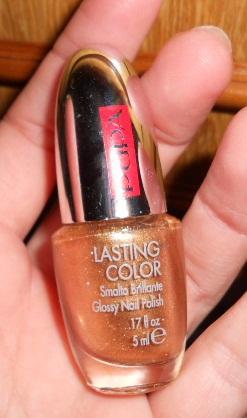 pupa
LASTING
COLOR
Smalto Brillante
Glossy Nail Polish
.17 fl oz -
5 ml e